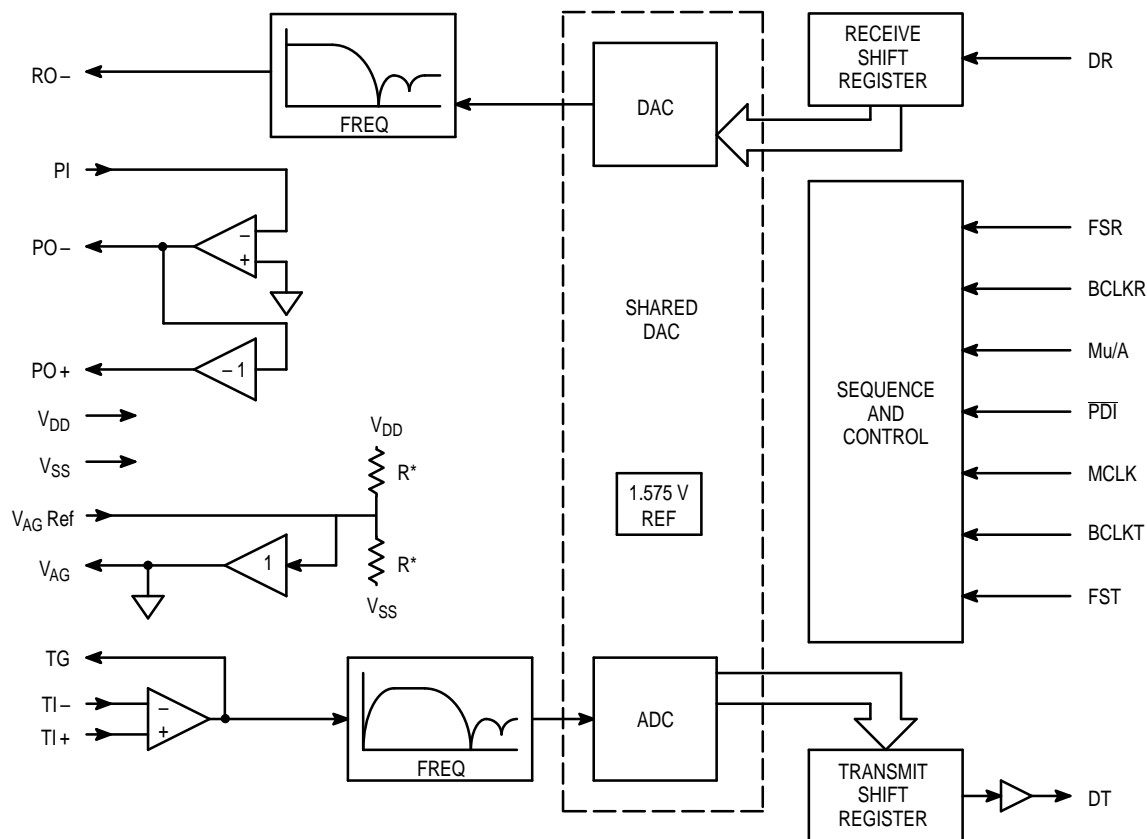 RECEIVE
SHIFT
REGISTER
DR
RO–
FREQ
DAC
PI
PO–
–
+
PO+
– 1
VDD
VSS
VAG Ref
VAG
1
VDD
R*
R*
VSS
SHARED
DAC
1.575 V
REF
SEQUENCE
AND
CONTROL
FSR
BCLKR
Mu/A
PDI
MCLK
BCLKT
FST
TG
TI–
TI+
–
+
FREQ
ADC
TRANSMIT
SHIFT
REGISTER
DT